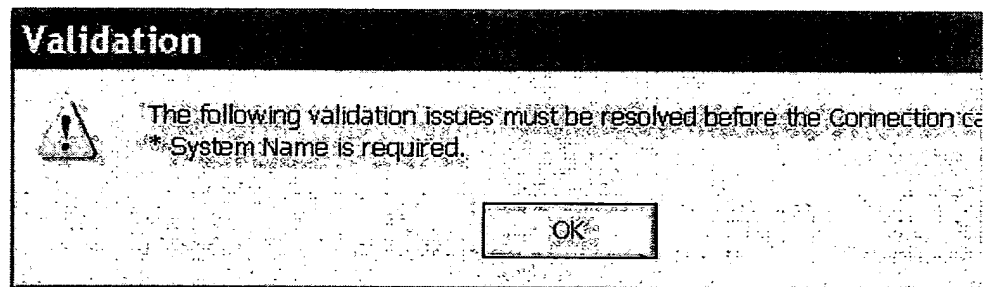 Validation
The following validation issues must be resolved before the Connection ca
* System Name is required.
OK